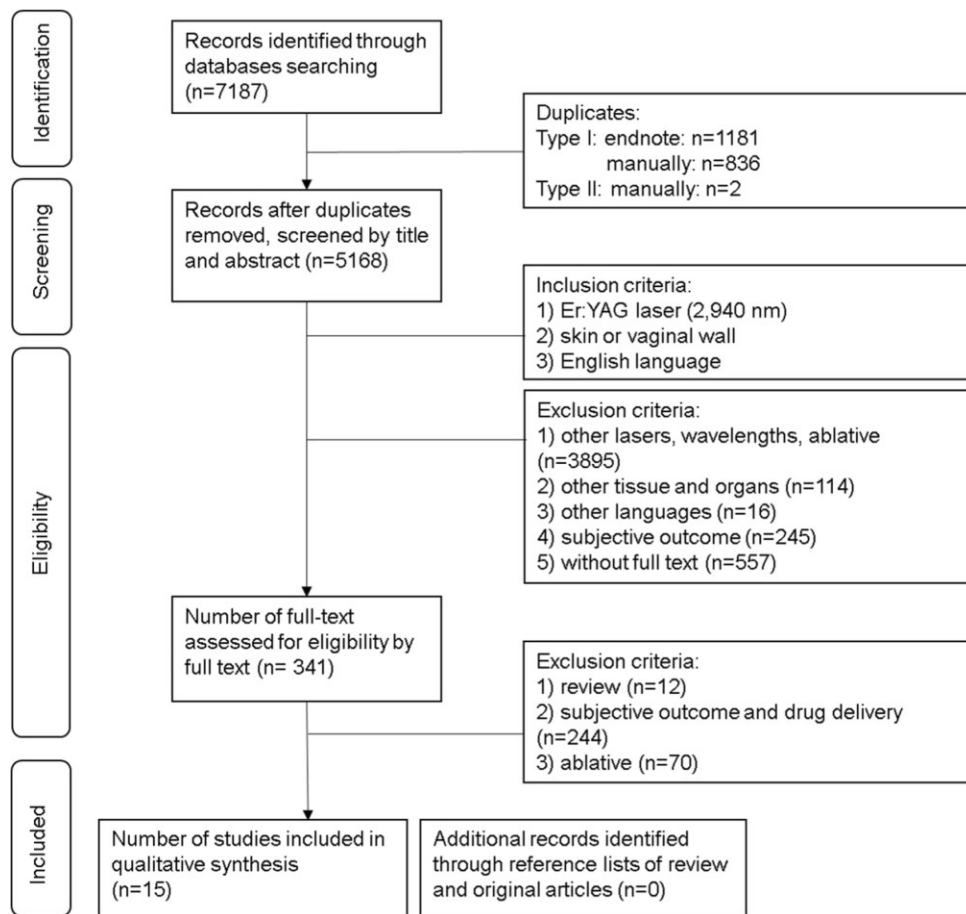 Identification
Records identified through
databases searching
(n=7187)
Duplicates:
Type I: endnote: n=1181
manually: n=836
Type II: manually: n=2
Screening
Records after duplicates
removed, screened by title
and abstract (n=5168)
Inclusion criteria:
1) Er:YAG laser (2,940 nm)
2) skin or vaginal wall
3) English language
Eligibility
Exclusion criteria:
1) other lasers, wavelengths, ablative
(n=3895)
2) other tissue and organs (n=114)
3) other languages (n=16)
4) subjective outcome (n=245)
5) without full text (n=557)
Number of full-text
assessed for eligibility by
full text (n= 341)
Exclusion criteria:
1) review (n=12)
2) subjective outcome and drug delivery
(n=244)
3) ablative (n=70)
Included
Number of studies included in
qualitative synthesis
(n=15)
Additional records identified
through reference lists of review
and original articles (n=0)